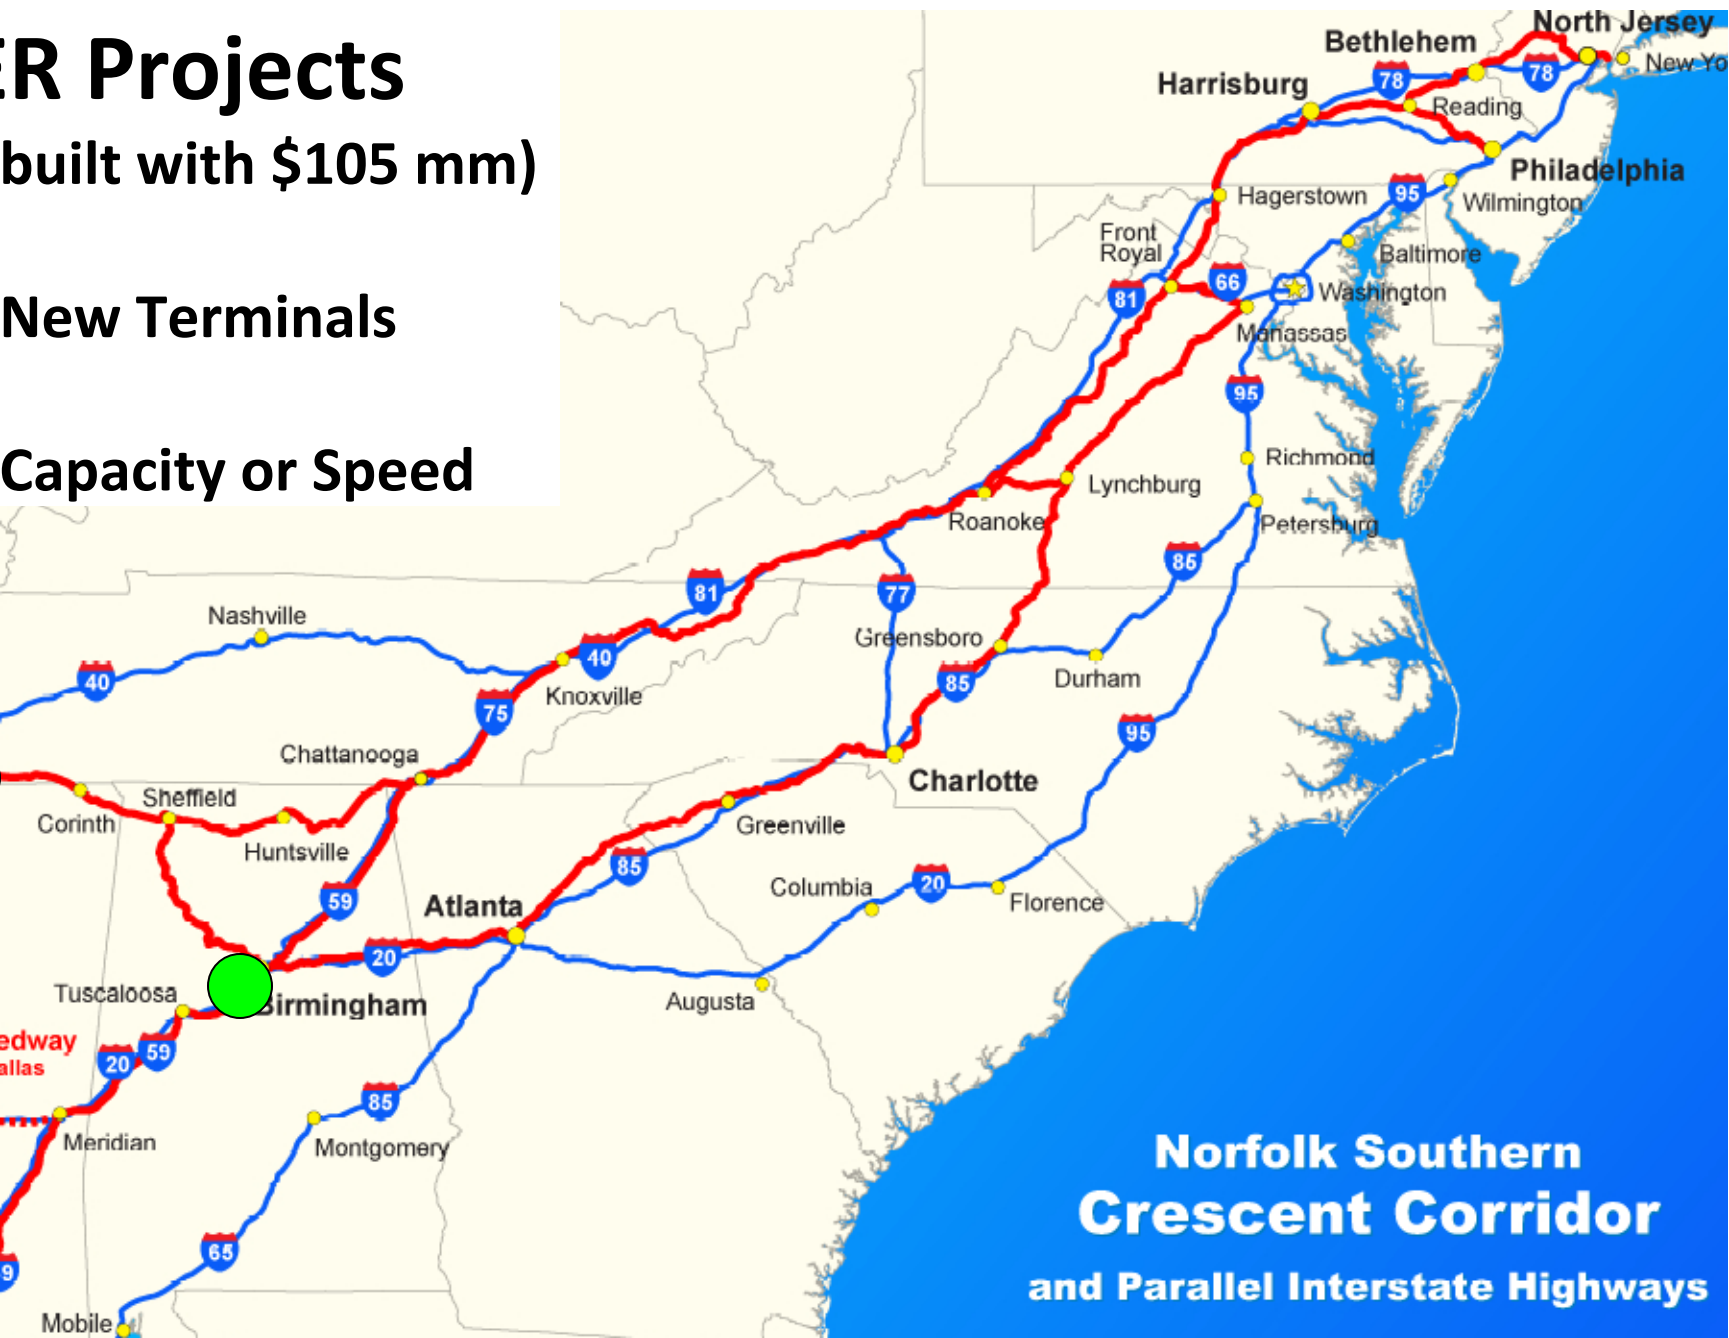 ER Projects
built with $105 mm)
New Terminals
Capacity or Speed
North Jersey
Bethlehem
78
78
New Yo
Harrisburg
Reading
Philadelphia
95
Hagerstown
Wilmington
Front
Royal
Baltimore
66
81
Washington
Manassas
95
Richmond
Lynchburg
Roanoke
Petersburg
85
81
77
Nashville
Greensboro
40
40
85
Durham
Knoxville
75
95
Chattanooga
Charlotte
Sheffield
Corinth
Greenville
Huntsville
85
Columbia
20
59
Florence
Atlanta
20
Tuscaloosa
Augusta
Birmingham
edway
allas
20
59
85
Meridian
Montgomery
65
9
Mobile
Norfolk Southern
Crescent Corridor
and Parallel Interstate Highways